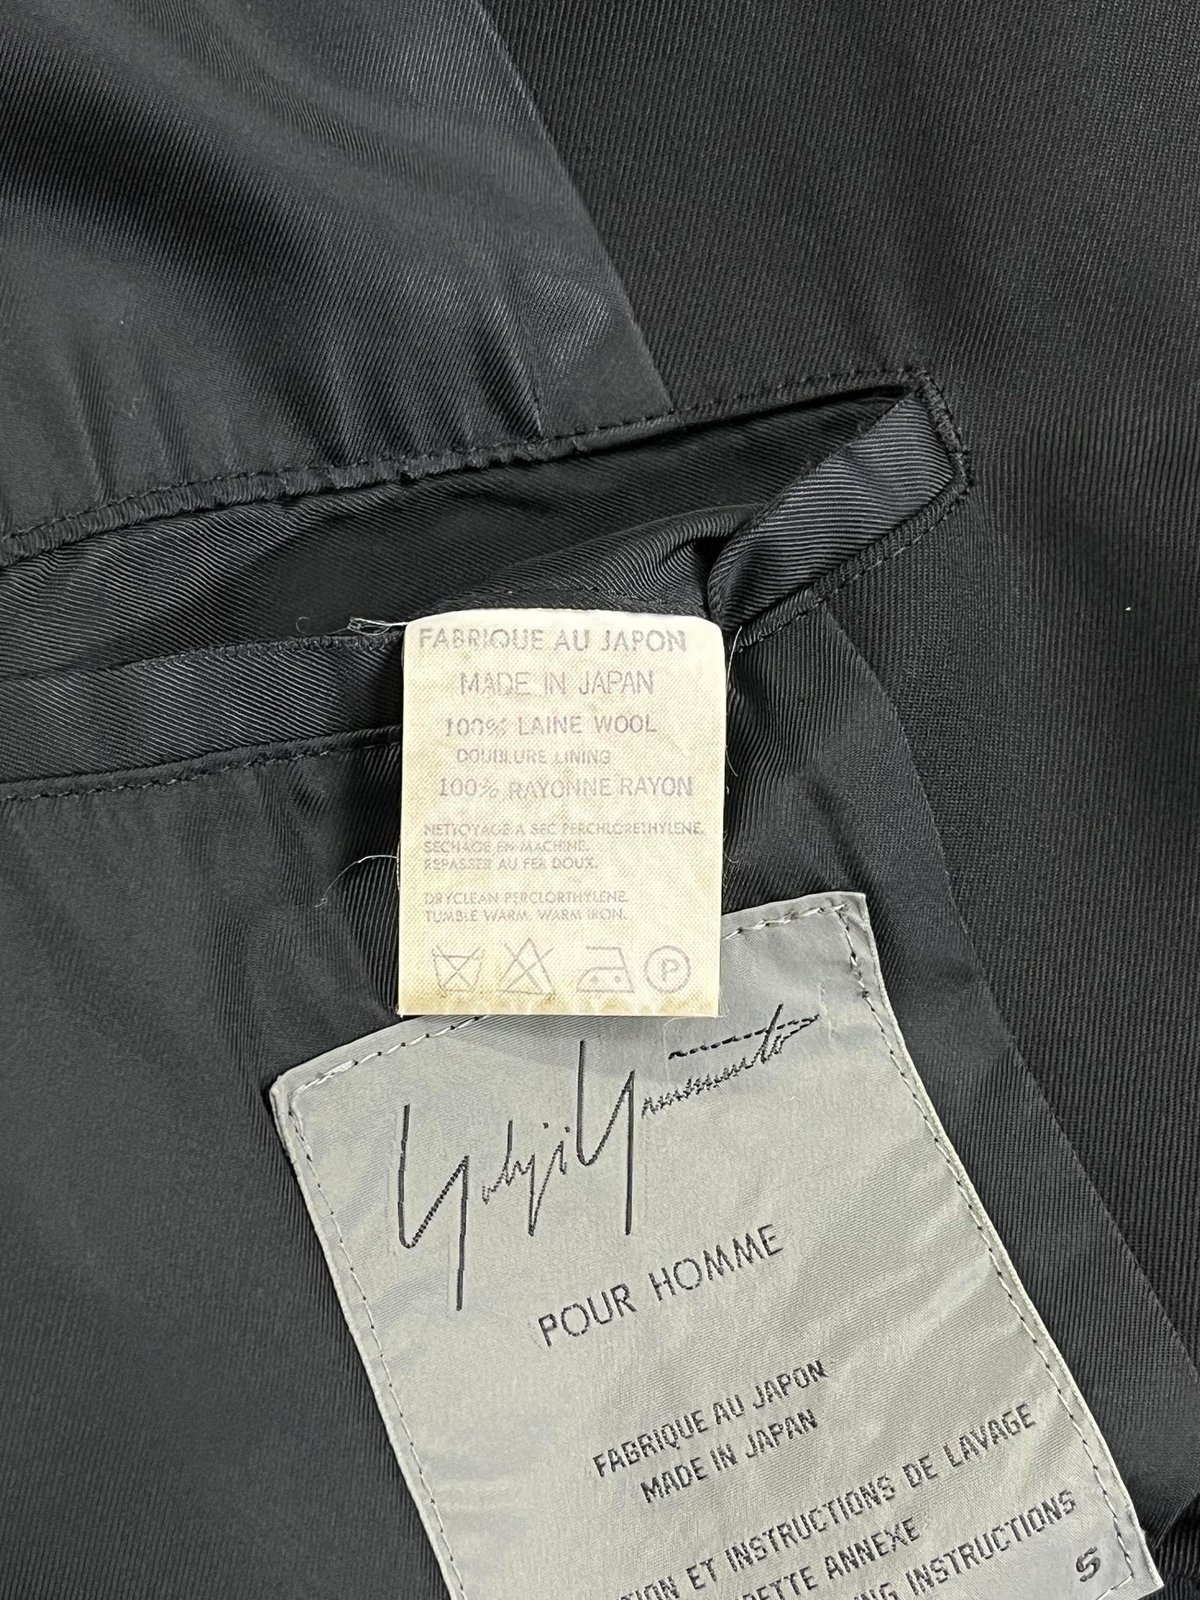 FABRIQUE AU JAPON
MADE IN JAPAN
100% LAINE WOOL
DOUBLURE LINING
100% RAYONNE RAYON
NETTOYAGE A SEC PERCHLORETHYLENE.
SECHAGE EN MACHINE.
REPASSER AU FER DOUX.
DRYCLEAN PERCLORTHYLENE.
TUMBLE WARM, WARM IRON.
P
Yohji Yamamoto
POUR HOMME
FABRIQUE AU JAPON
MADE IN JAPAN
ET INSTRUCTIONS DE LAVAGE
ANNEXE
INSTRUCTIONS
S